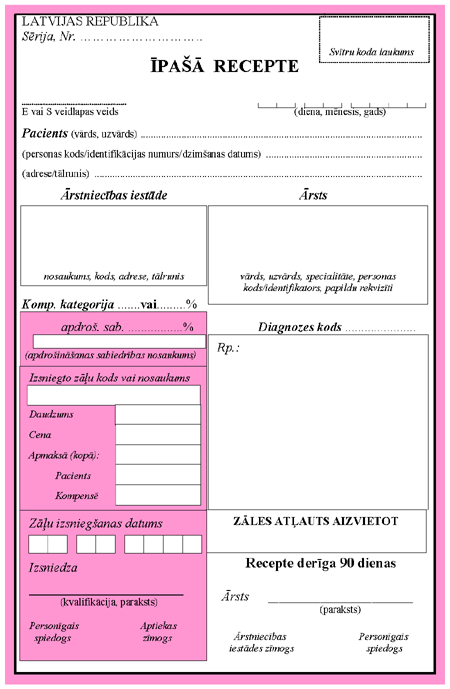 LATVIJAS REPUBLIKA
Sērija, Nr. ………………………..
Svītru koda laukums
ĪPAŠĀ RECEPTE
E vai S veidlapas veids
(diena, mēnesis, gads)
Pacients (vārds, uzvārds)
(personas kods/identifikācijas numurs/dzimšanas datums)
(adrese/tālrunis)
Ārstniecības iestāde
Ārsts
nosaukums, kods, adrese, tālrunis
vārds, uzvārds, specialitāte, personas
kods/identifikators, papildu rekvizīti
Komp. kategorija .......vai........%
apdroš. sab. ..................%
Diagnozes kods ......................
(apdrošināšanas sabiedrības nosaukums)
Rp.:
Izsniegto zāļu kods vai nosaukums
Daudzums
Cena
Apmaksā (kopā):
Pacients
Kompensē
Zāļu izsniegšanas datums
ZĀLES ATĻAUTS AIZVIETOT
Izsniedza
Recepte derīga 90 dienas
(kvalifikācija, paraksts)
Ārsts
(paraksts)
Personīgais
spiedogs
Aptiekas
zīmogs
Ārstniecības
iestādes zīmogs
Personīgais
spiedogs